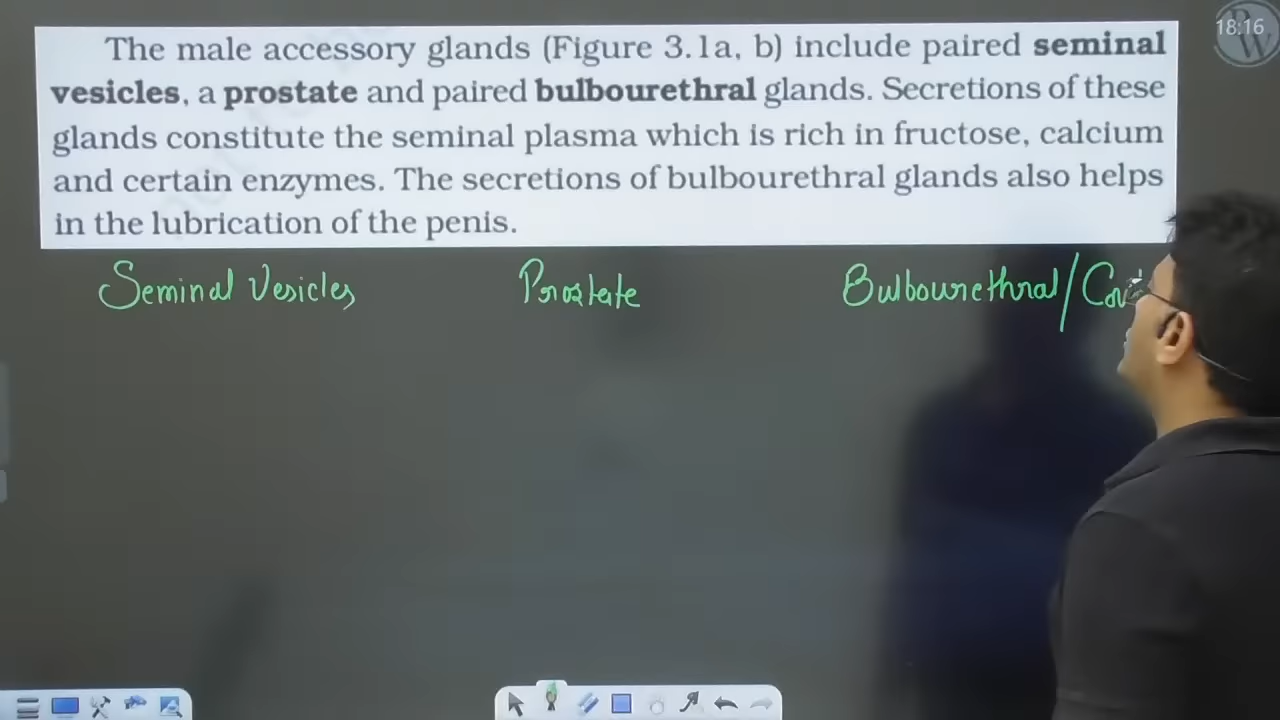 18:16
The male accessory glands (Figure 3.1a, b) include paired seminal
vesicles, a prostate and paired bulbourethral glands. Secretions of these
glands constitute the seminal plasma which is rich in fructose, calcium
and certain enzymes. The secretions of bulbourethral glands also helps
in the lubrication of the penis.
Seminal Vesicles Prostate Bulbourethral/